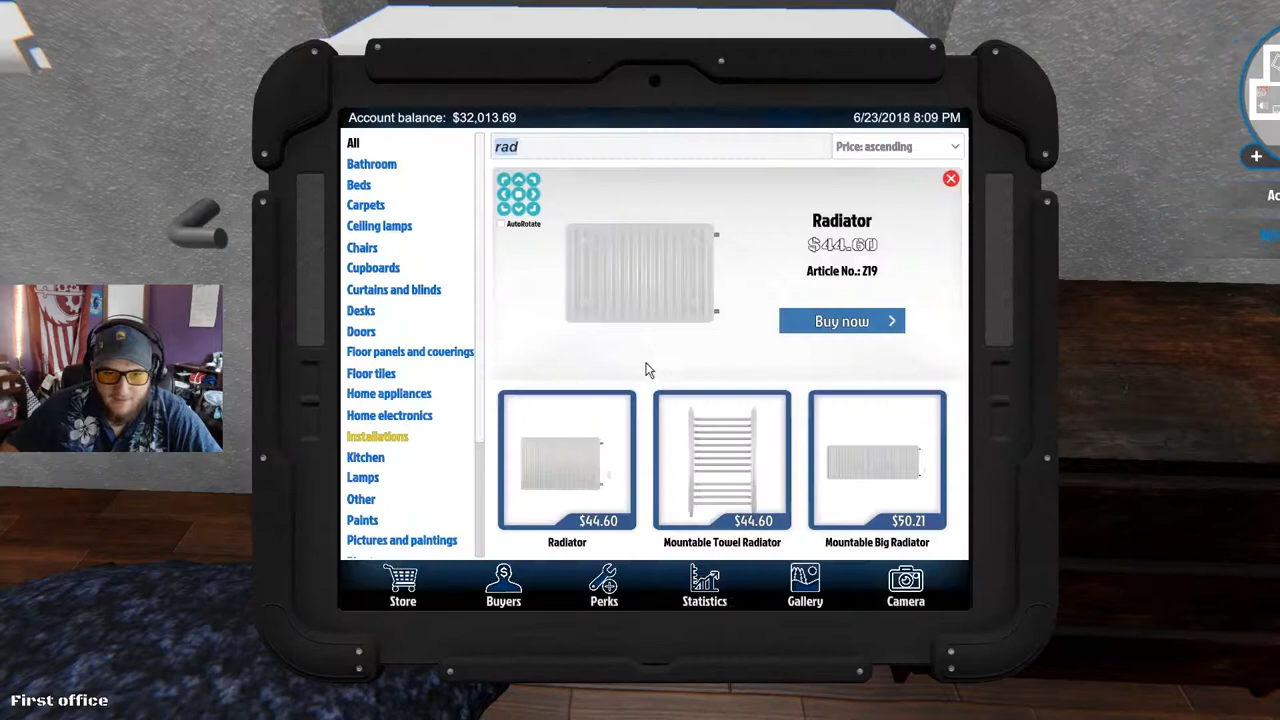 Account balance: $32,013.69
6/23/2018 8:09 PM
All
Bathroom
Beds
Carpets
Ceiling lamps
Chairs
Cupboards
Curtains and blinds
Desks
Doors
Floor panels and coverings
Floor tiles
Home appliances
Home electronics
Installations
Kitchen
Lamps
Other
Paints
Pictures and paintings
rad
Price: ascending
AutoRotate
Radiator
$44.60
Article No.: Z19
Buy now
$44.60
Radiator
$44.60
Mountable Towel Radiator
$50.21
Mountable Big Radiator
Store
Buyers
Perks
Statistics
Gallery
Camera
First office